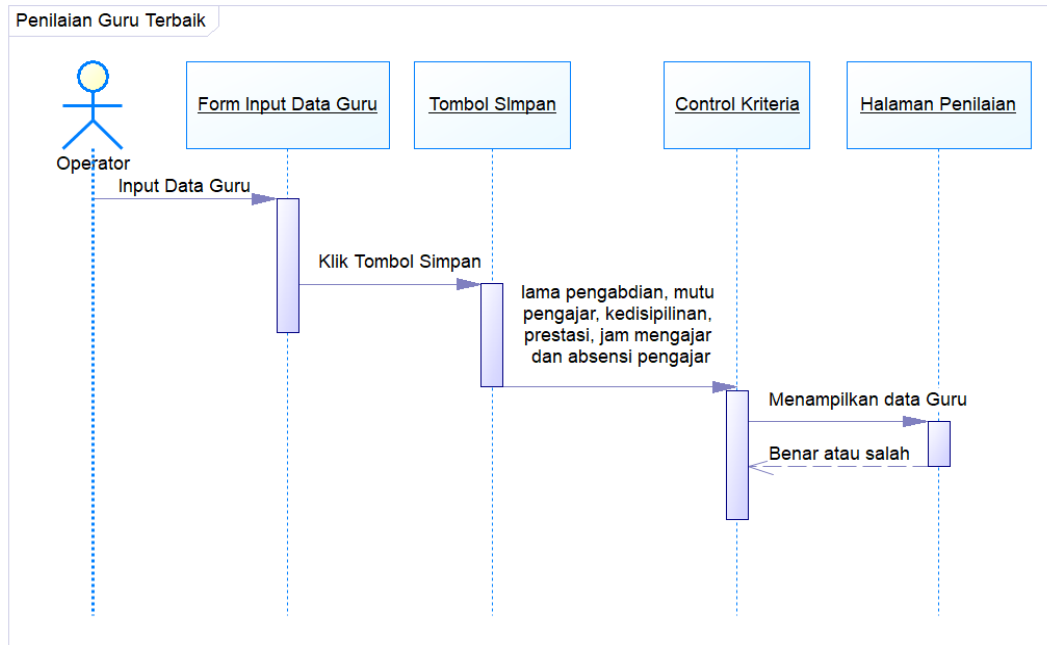 Penilaian Guru Terbaik
Form Input Data Guru
Tombol SImpan
Control Kriteria
Halaman Penilaian
Operator
Input Data Guru
Klik Tombol Simpan
lama pengabdian, mutu
pengajar, kedisipilinan,
prestasi, jam mengajar
dan absensi pengajar
Menampilkan data Guru
Benar atau salah